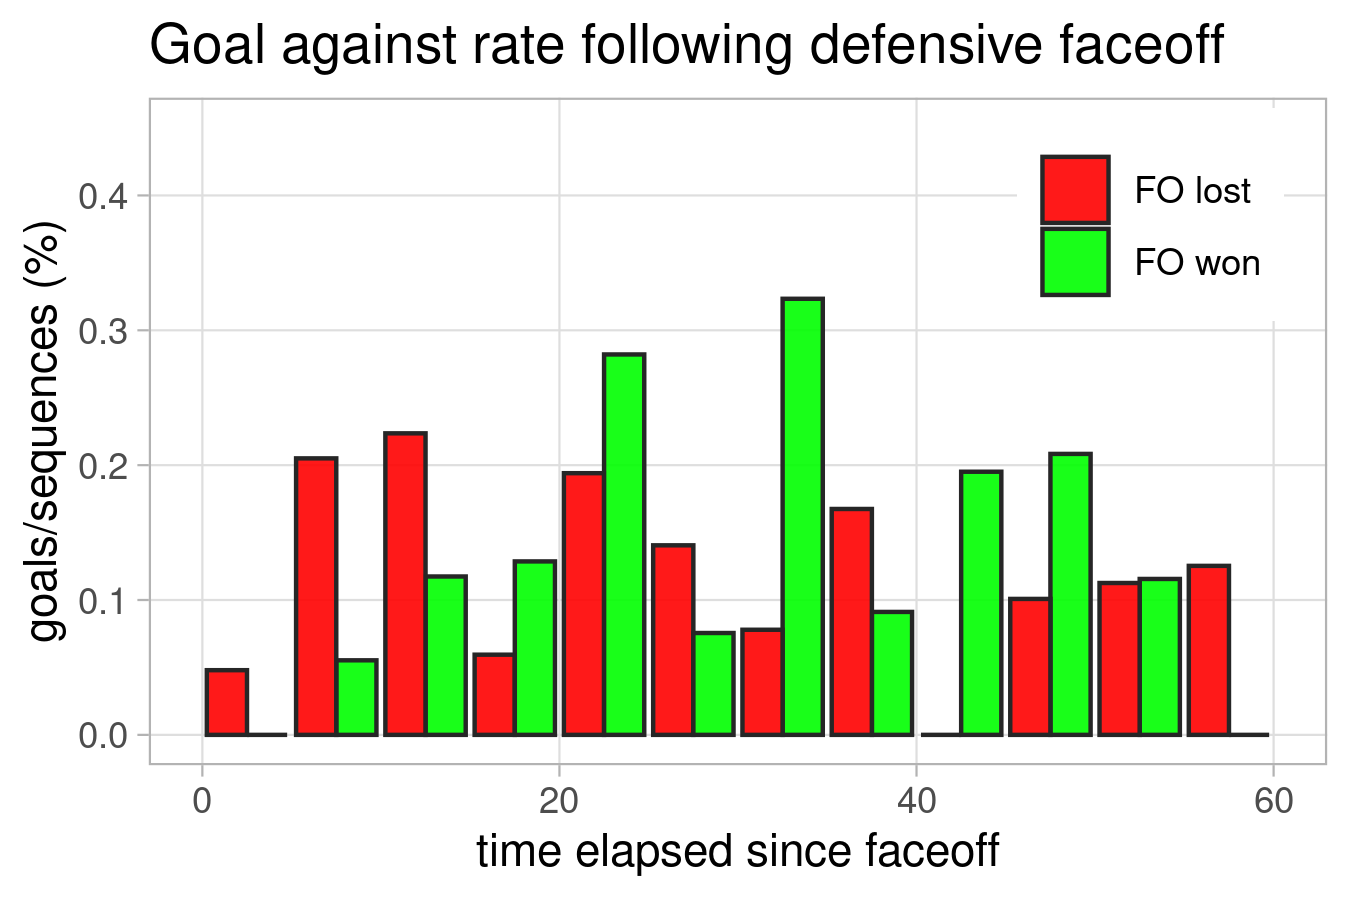 Goal against rate following defensive faceoff
goals/sequences (%)
0.4
0.3
0.2
0.1
0.0
FO lost
FO won
0 20 40 60
time elapsed since faceoff